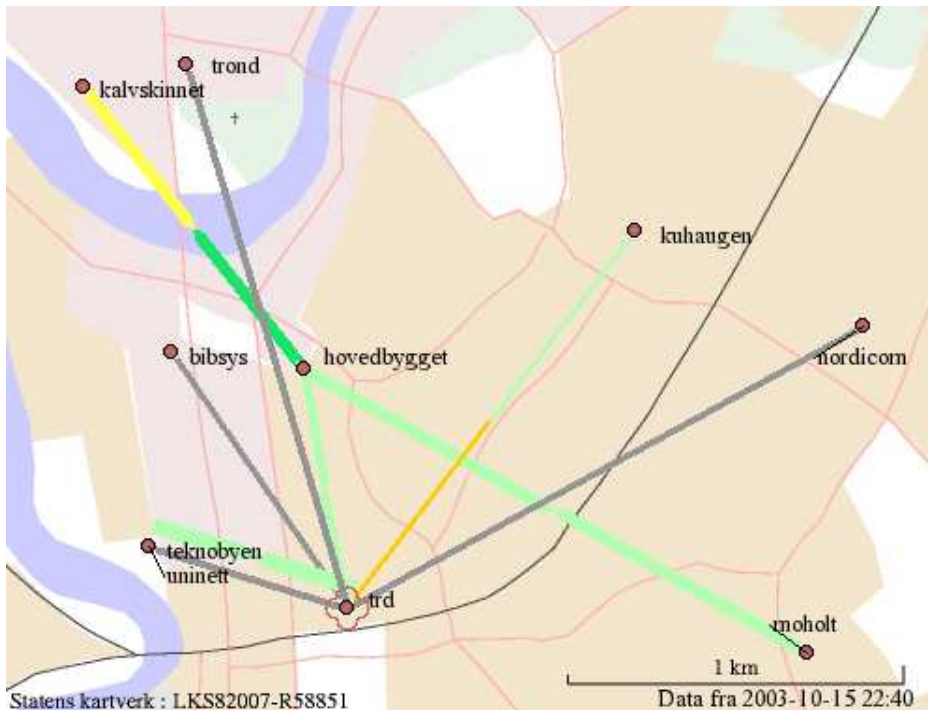 trond
kalvskinnet
kuhaugen
nordicom
bibsys
hovedbygget
teknobyen
uninett
trd
moholt
1 km
Statens kartverk : LKS82007-R58851
Data fra 2003-10-15 22:40